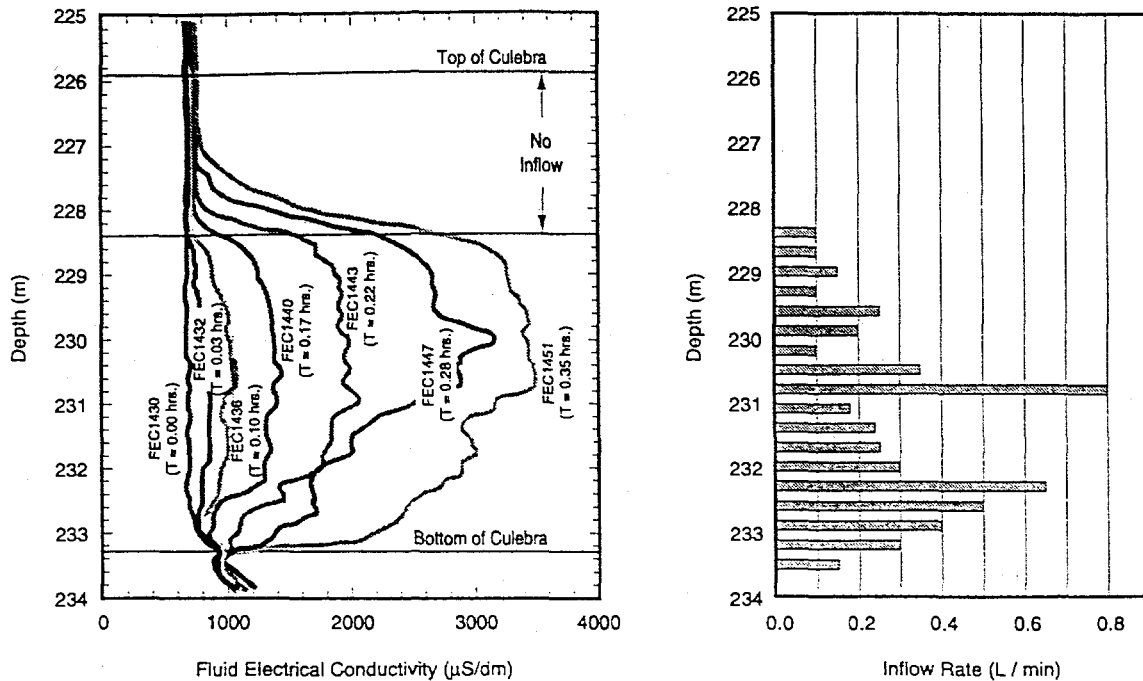 225
226
227
228
229
230
231
232
233
234
Depth (m)
0
1000
2000
3000
4000
Fluid Electrical Conductivity (μS/dm)
Top of Culebra
No
Inflow
Bottom of Culebra
FEC1430
(T = 0.00 hrs.)
FEC1432
(T = 0.03 hrs.)
FEC1436
(T = 0.10 hrs.)
FEC1440
(T = 0.17 hrs.)
FEC1443
(T = 0.22 hrs.)
FEC1447
(T = 0.28 hrs.)
FEC1451
(T = 0.35 hrs.)
225
226
227
228
229
230
231
232
233
234
Depth (m)
0.0
0.2
0.4
0.6
0.8
Inflow Rate (L / min)